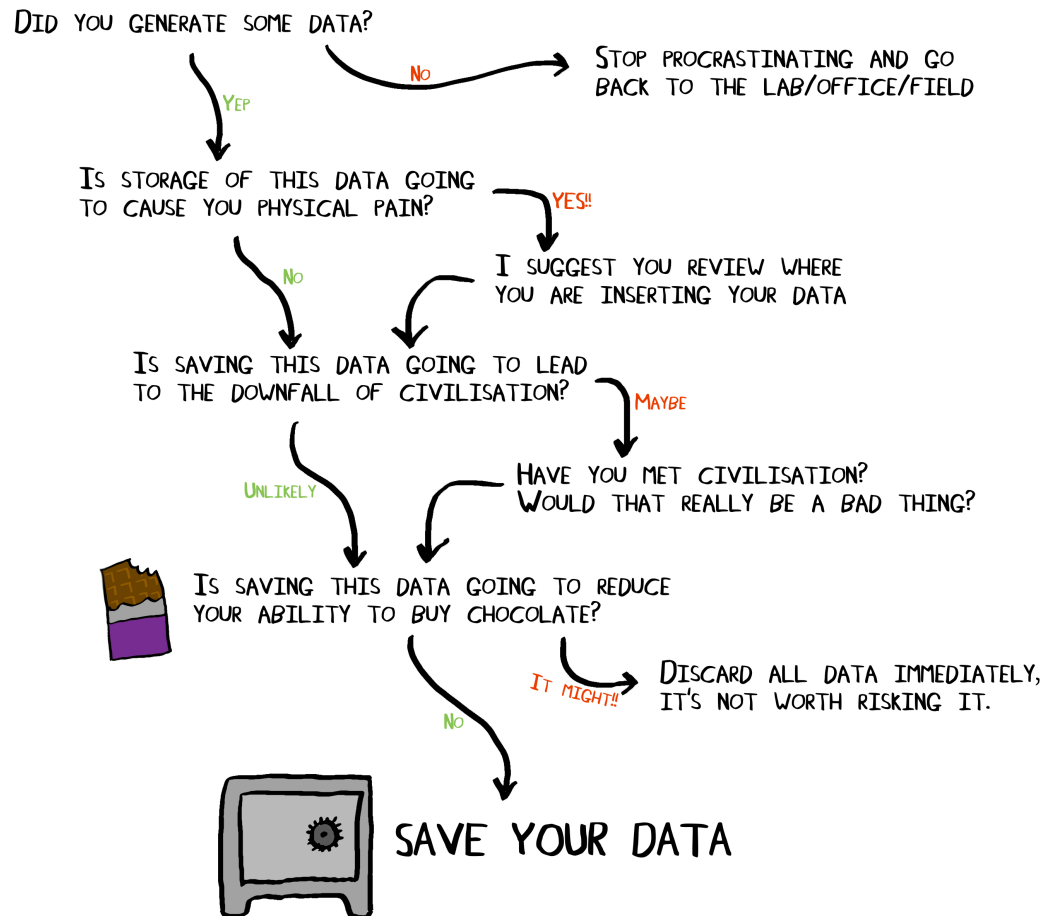 Did you generate some data?
No
Stop procrastinating and go
back to the lab/office/field
Yep
Is storage of this data going
to cause you physical pain?
YES!!
No
I suggest you review where
you are inserting your data
Is saving this data going to lead
to the downfall of civilisation?
Maybe
Unlikely
Have you met civilisation?
Would that really be a bad thing?
Is saving this data going to reduce
your ability to buy chocolate?
It might!!
Discard all data immediately,
it's not worth risking it.
No
SAVE YOUR DATA